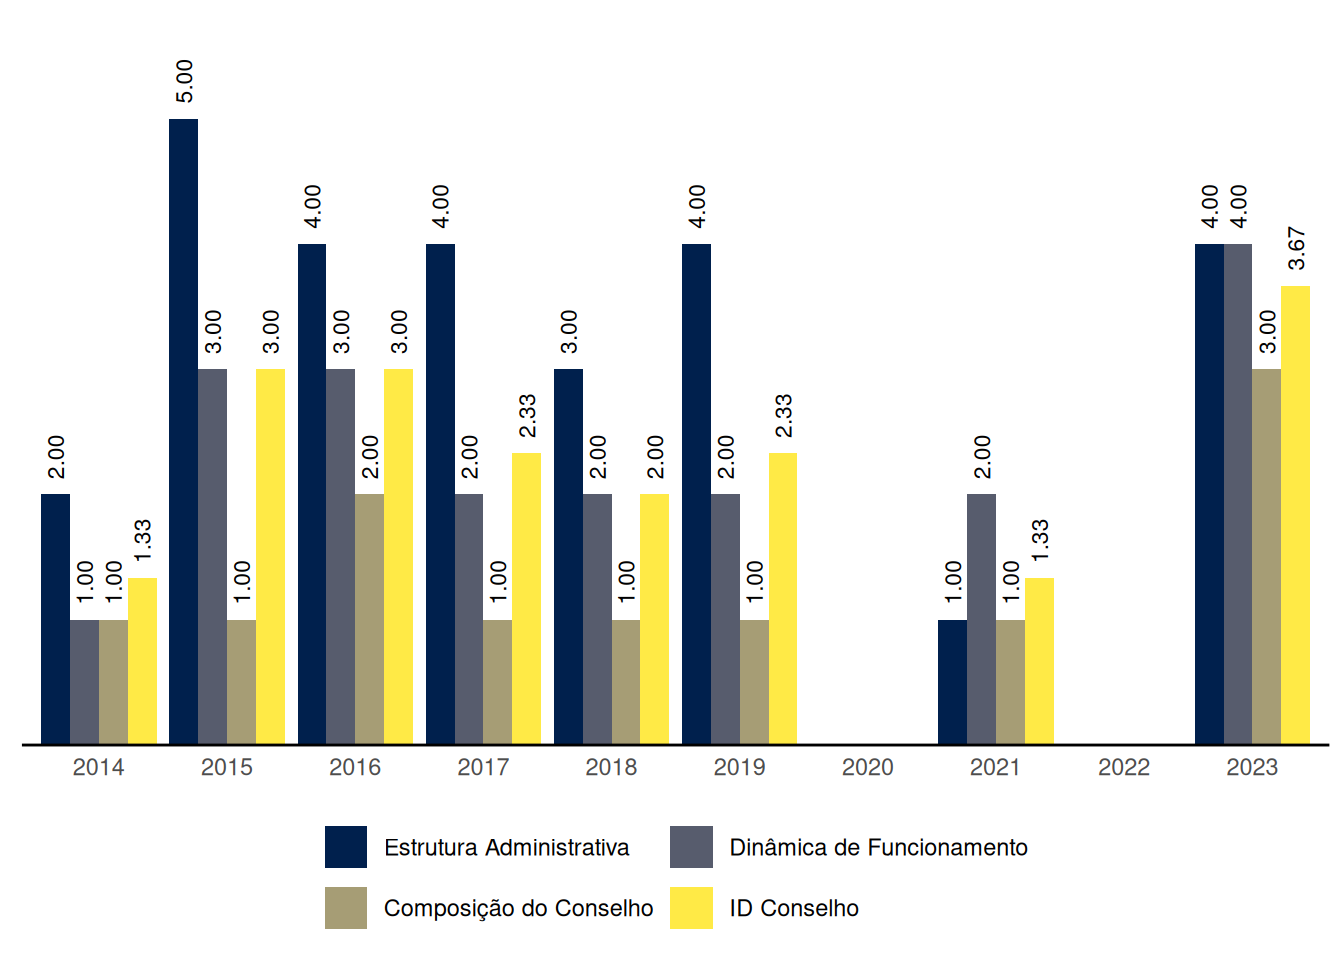 2.00 1.00 1.00 1.33
5.00 3.00 1.00 3.00
4.00 3.00 2.00 3.00
4.00 2.00 1.00 2.33
3.00 2.00 1.00 2.00
4.00 2.00 1.00 2.33
1.00 2.00 1.00 1.33
4.00 4.00 3.00 3.67
2014 2015 2016 2017 2018 2019 2020 2021 2022 2023
Estrutura Administrativa Dinâmica de Funcionamento
Composição do Conselho ID Conselho